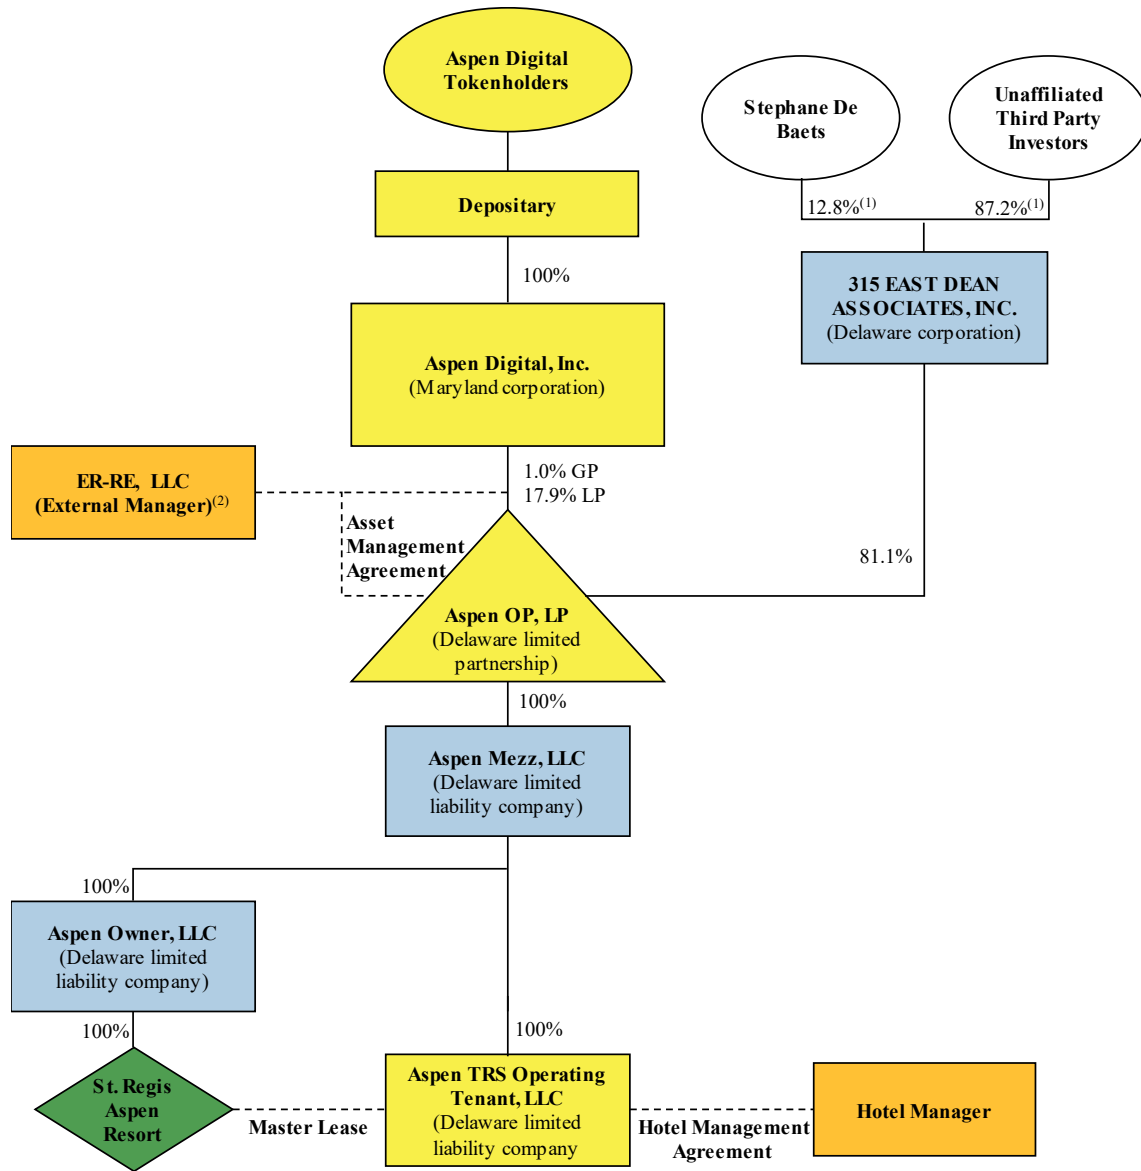 Aspen Digital
Tokenholders
Stephane De
Baets
Unaffiliated
Third Party
Investors
Depositary
12.8%(1)
87.2%(1)
100%
315 EAST DEAN
ASSOCIATES, INC.
(Delaware corporation)
Aspen Digital, Inc.
(Maryland corporation)
ER-RE, LLC
(External Manager)(2)
1.0% GP
17.9% LP
Asset
Management
Agreement
81.1%
Aspen OP, LP
(Delaware limited
partnership)
100%
Aspen Mezz, LLC
(Delaware limited
liability company)
100%
Aspen Owner, LLC
(Delaware limited
liability company)
100%
100%
St. Regis
Aspen
Resort
Master Lease
Aspen TRS Operating
Tenant, LLC
(Delaware limited
liability company
Hotel Management
Agreement
Hotel Manager